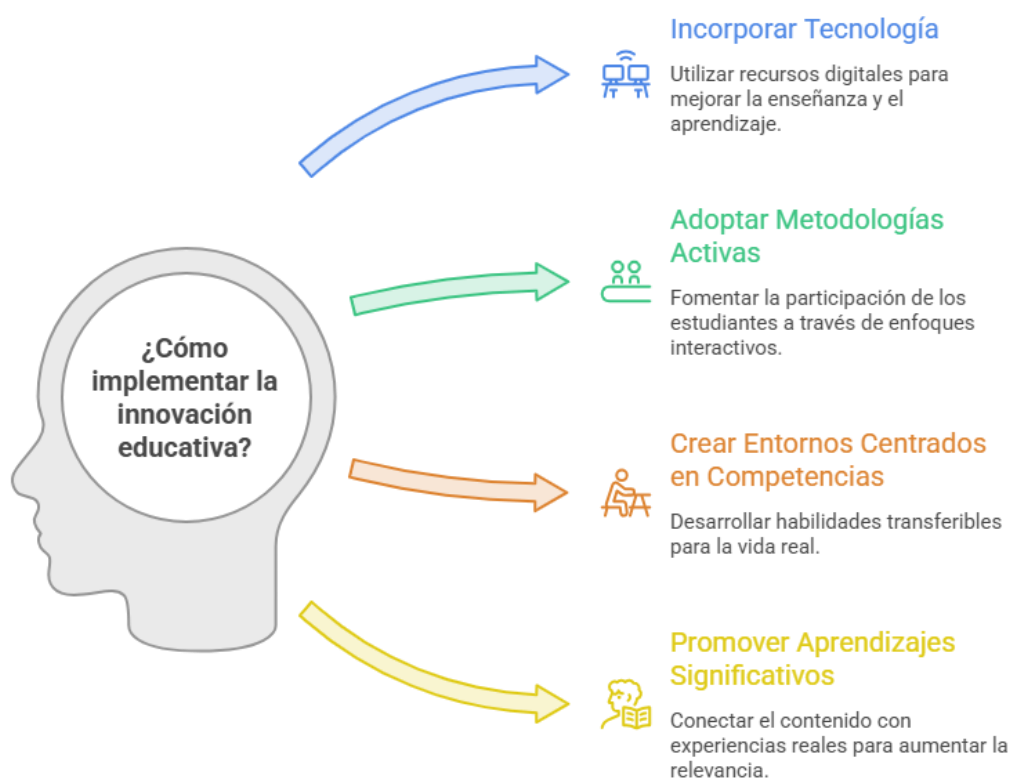 ¿Cómo
implementar la
innovación
educativa?
Incorporar Tecnología
Utilizar recursos digitales para
mejorar la enseñanza y el
aprendizaje.
Adoptar Metodologías
Activas
Fomentar la participación de los
estudiantes a través de enfoques
interactivos.
Crear Entornos Centrados
en Competencias
Desarrollar habilidades transferibles
para la vida real.
Promover Aprendizajes
Significativos
Conectar el contenido con
experiencias reales para aumentar la
relevancia.